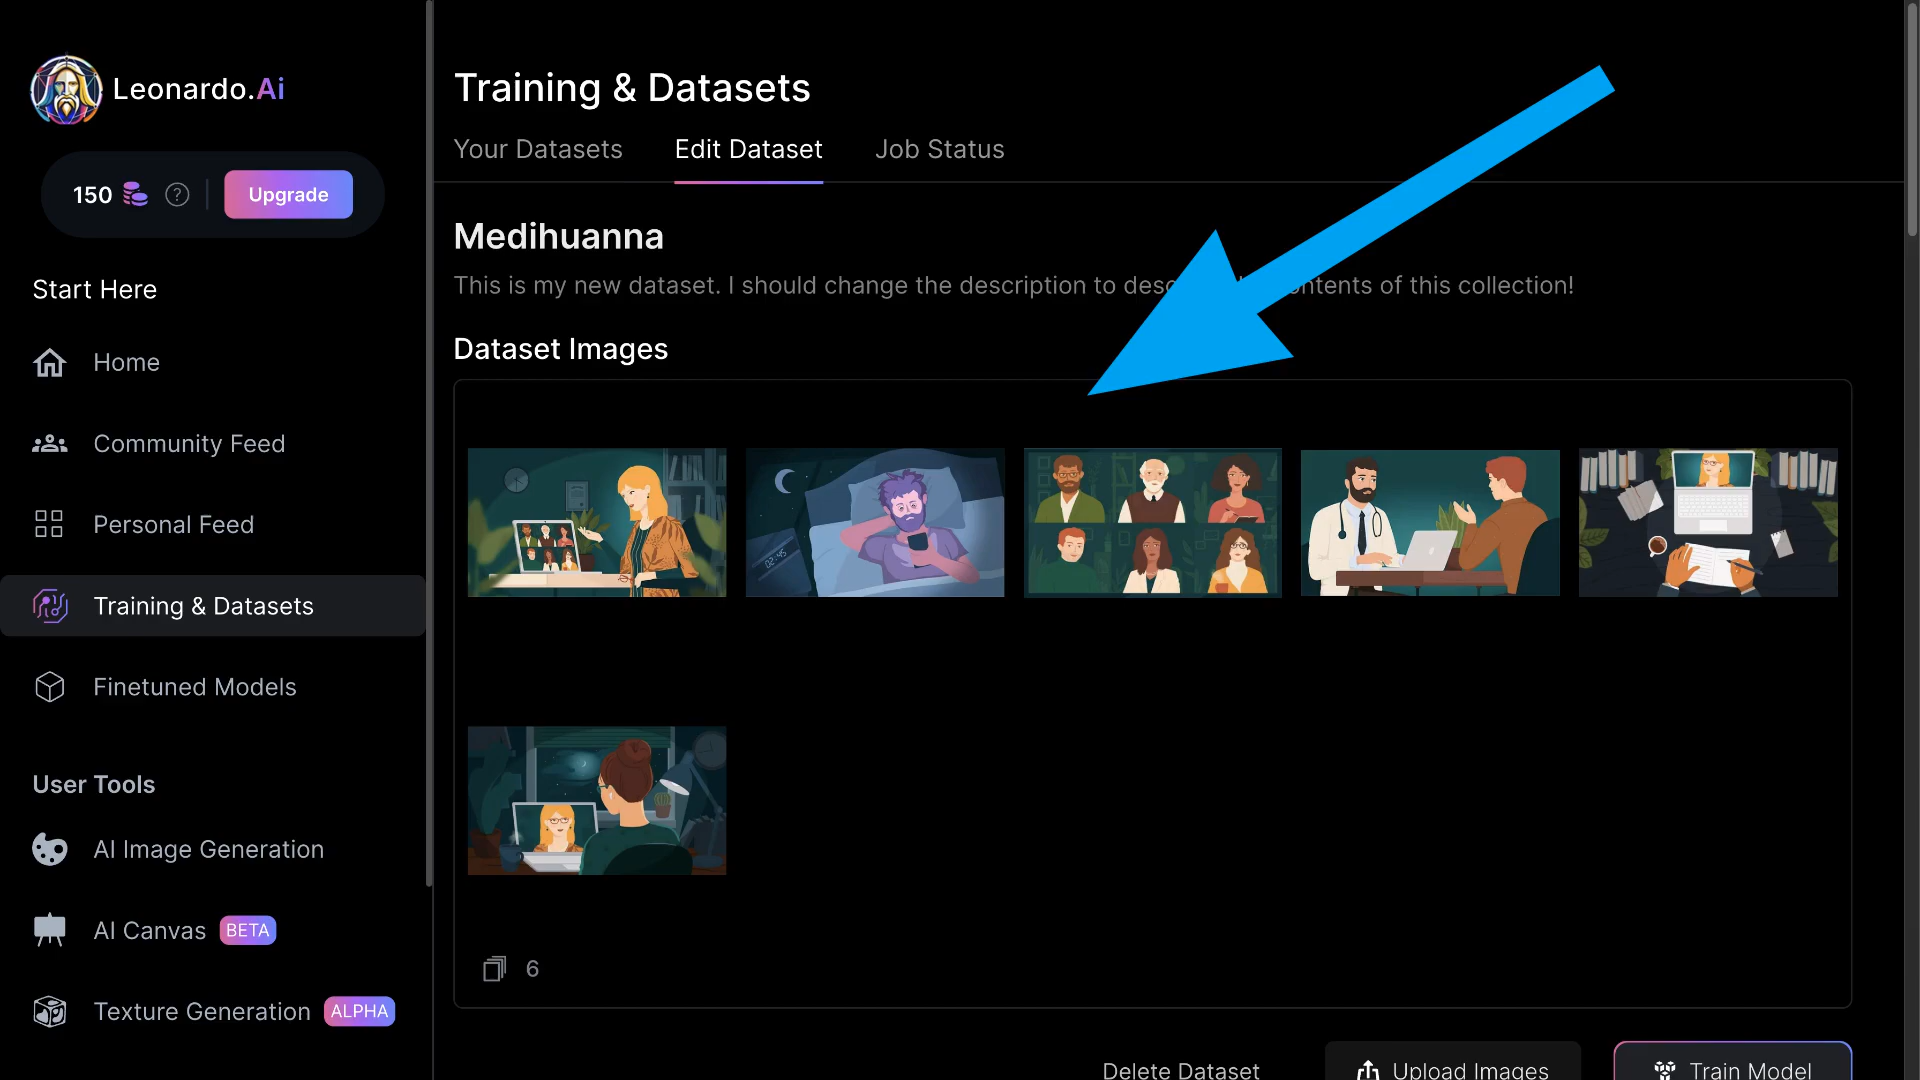 Leonardo.Ai
150
Upgrade
Start Here
Home
Community Feed
Personal Feed
Training & Datasets
Finetuned Models
User Tools
AI Image Generation
AI Canvas BETA
Texture Generation ALPHA
Training & Datasets
Your Datasets Edit Dataset Job Status
Medihuanna
This is my new dataset. I should change the description to contents of this collection!
Dataset Images
02:45
6
Delete Dataset Upload Images Train Model